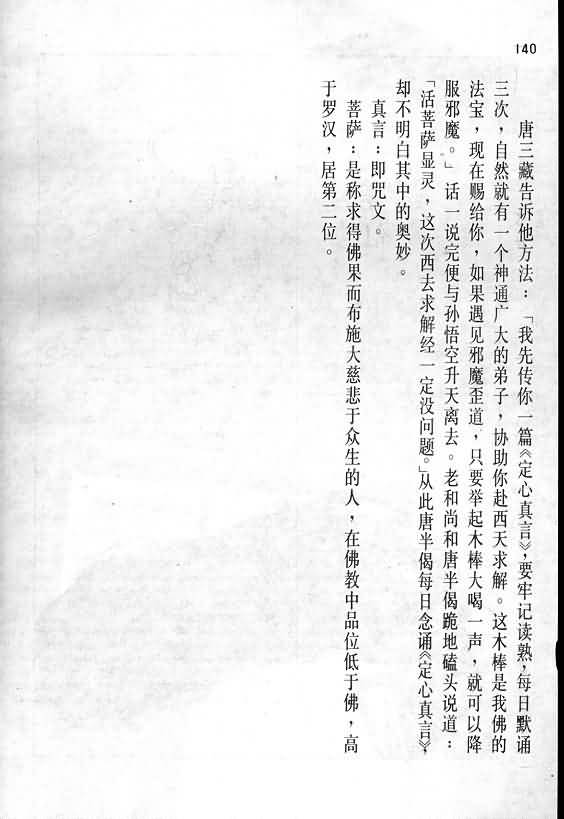 140
唐三藏告诉他方法：「我先传你一篇《定心真言》，要牢记读熟，每日默诵
三次，自然就有一个神通广大的弟子，协助你赴西天求解。这木棒是我佛的
法宝，现在赐给你，如果遇见邪魔歪道，只要举起木棒大喝一声，就可以降
服邪魔。」话一说完便与孙悟空升天离去。老和尚和唐半偈跪地磕头说道：
「活菩萨显灵，这次西去求解经一定没问题。」从此唐半偈每日念诵《定心真言》，
却不明白其中的奥妙。
真言：即咒文。
菩萨：是称求得佛果而布施大慈悲于众生的人，在佛教中品位低于佛，高
于罗汉，居第二位。